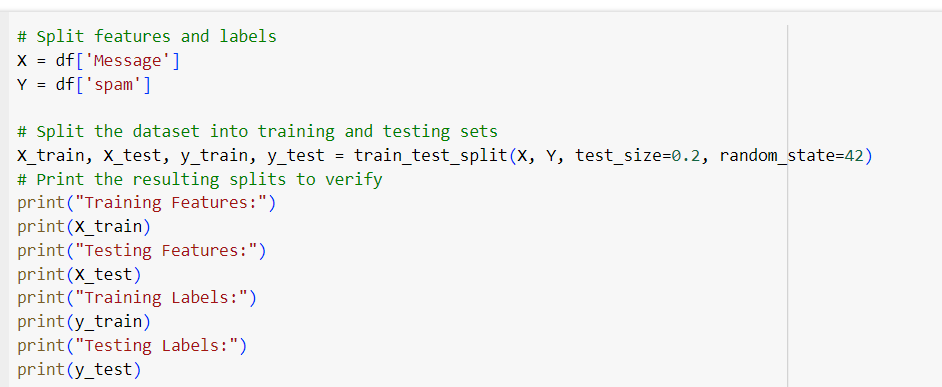 # Split features and labels
X = df['Message']
Y = df['spam']
# Split the dataset into training and testing sets
X_train, X_test, y_train, y_test = train_test_split(X, Y, test_size=0.2, random_state=42)
# Print the resulting splits to verify
print("Training Features:")
print(X_train)
print("Testing Features:")
print(X_test)
print("Training Labels:")
print(y_train)
print("Testing Labels:")
print(y_test)